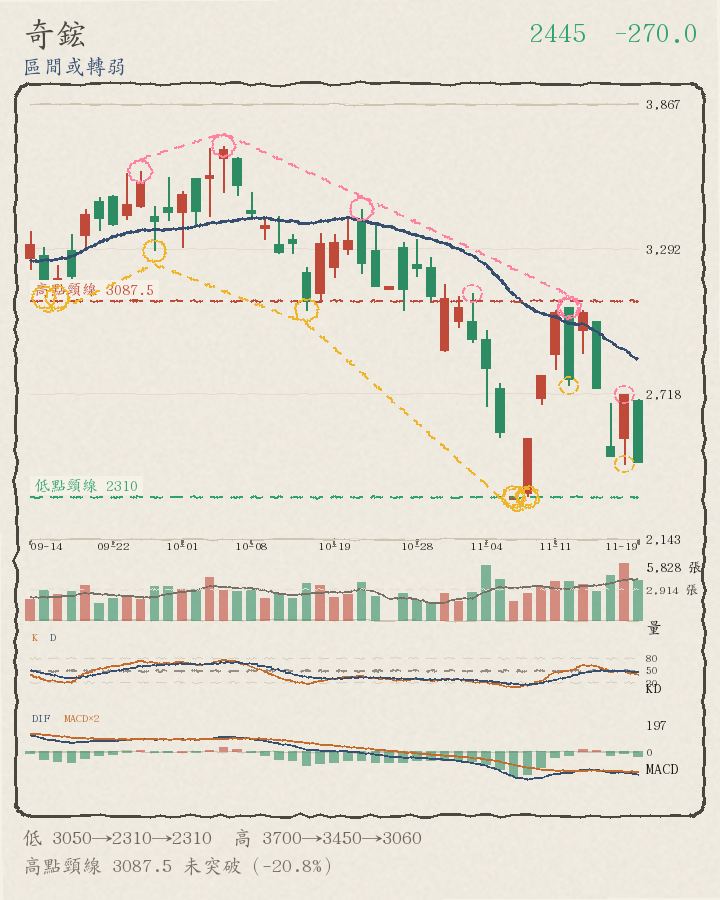 奇鋐
2445 -270.0
區間或轉弱
3,867
3,292
高點頸線 3087.5
2,718
低點頸線 2310
2,143
09-14 09-22 10-01 10-08 10-19 10-28 11-04 11-11 11-19
5,828 張
2,914 張
量
K D
80
50
20
KD
DIF MACD×2
197
0
MACD
低 3050→2310→2310 高 3700→3450→3060
高點頸線 3087.5 未突破 (-20.8%)